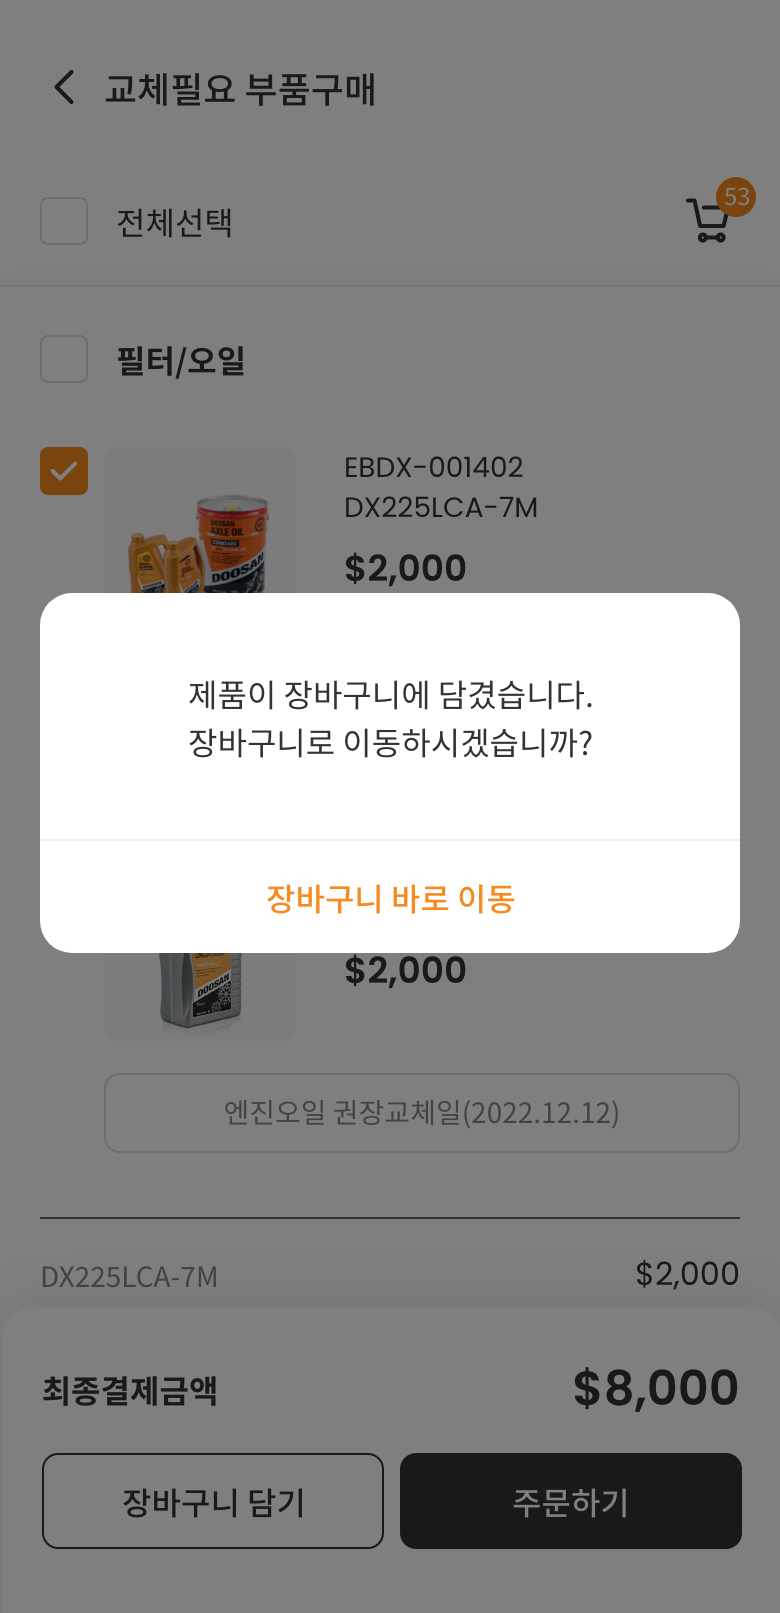 교체필요 부품구매
전체선택
53
필터/오일
EBDX-001402
DX225LCA-7M
$2,000
DOOSAN
AXLE OIL
STANDARD
DOOSAN
제품이 장바구니에 담겼습니다.
장바구니로 이동하시겠습니까?
장바구니 바로 이동
DOOSAN
$2,000
엔진오일 권장교체일(2022.12.12)
DX225LCA-7M
$2,000
최종결제금액
$8,000
장바구니 담기
주문하기